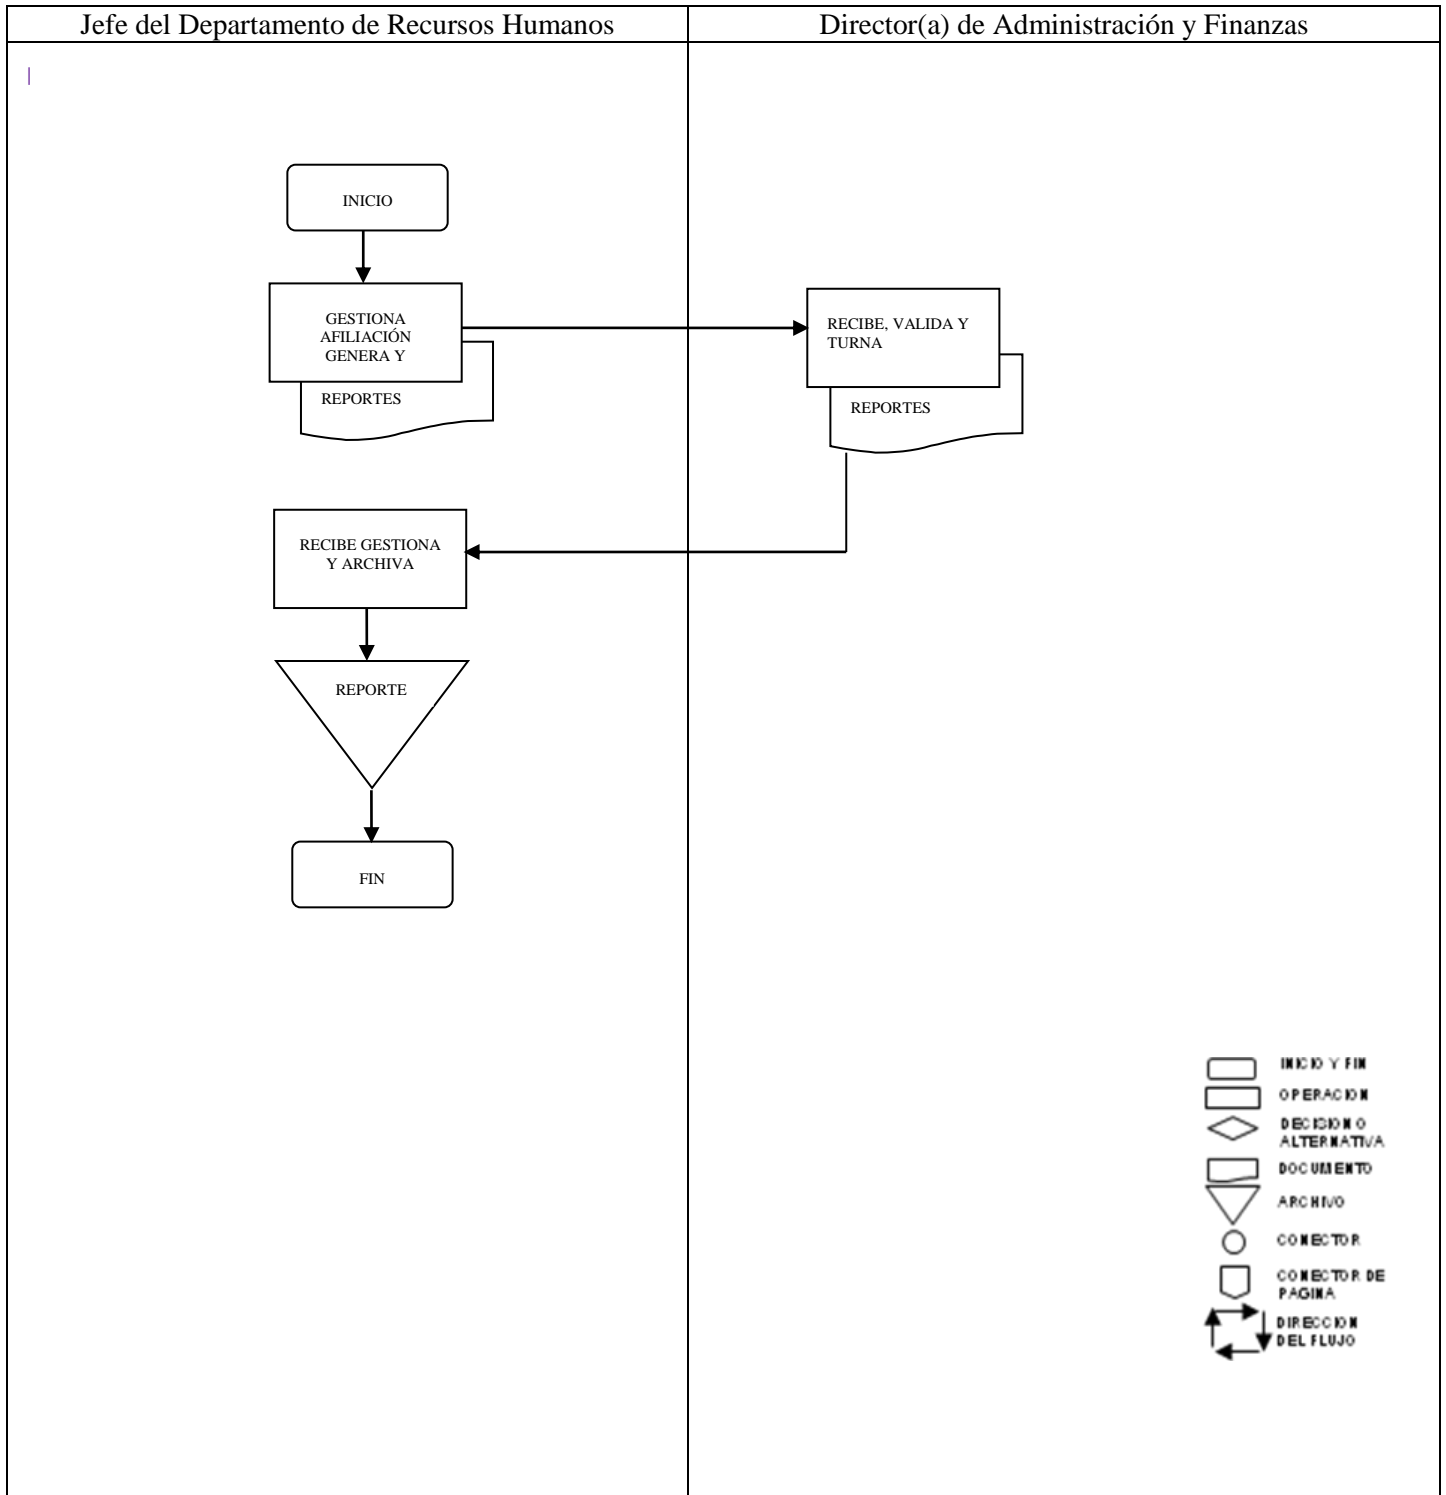 Jefe del Departamento de Recursos Humanos
Director(a) de Administración y Finanzas
INICIO
GESTIONA
AFILIACIÓN
GENERA Y
REPORTES
RECIBE, VALIDA Y
TURNA
REPORTES
RECIBE GESTIONA
Y ARCHIVA
REPORTE
FIN
INICIO Y FIN
OPERACION
DECISION O
ALTERNATIVA
DOCUMENTO
ARCHIVO
CONECTOR
CONECTOR DE
PAGINA
DIRECCION
DEL FLUJO